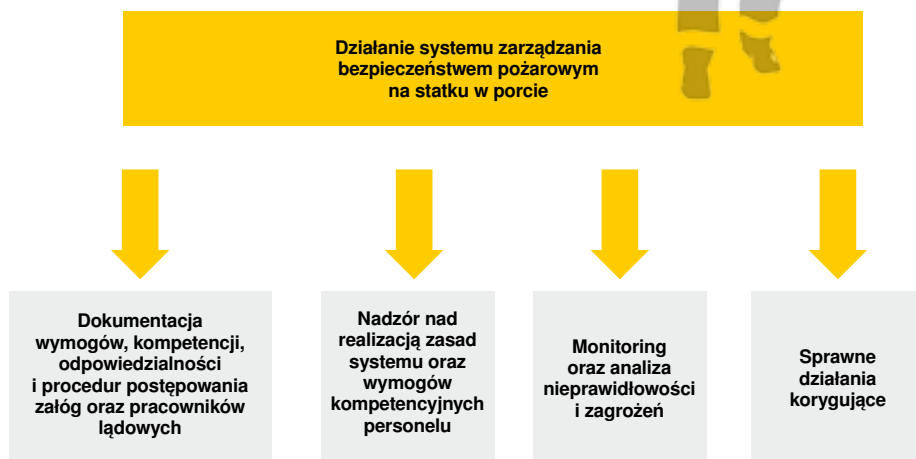 Działanie systemu zarządzania
bezpieczeństwem pożarowym
na statku w porcie
Dokumentacja
wymogów, kompetencji,
odpowiedzialności
i procedur postępowania
załóg oraz pracowników
lądowych
Nadzór nad
realizacją zasad
systemu oraz
wymogów
kompetencyjnych
personelu
Monitoring
oraz analiza
nieprawidłowości
i zagrożeń
Sprawne
działania
korygujące